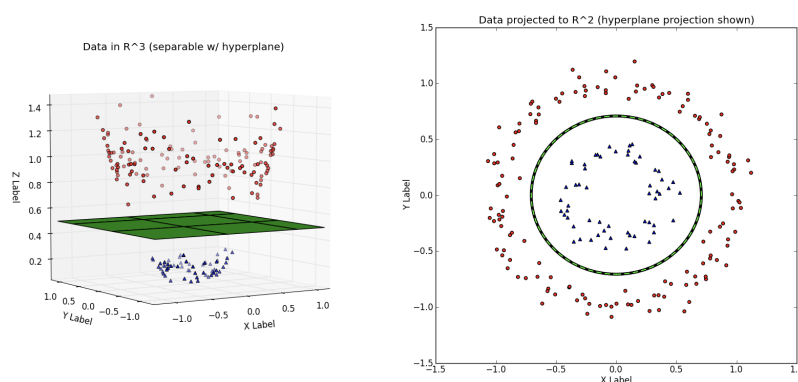 Data in R^3 (separable w/ hyperplane)
1.4
1.2
1.0
0.8
0.6
0.4
0.2
Z Label
1.0 0.5 0.0 −0.5 −1.0
Y Label
−1.0 −0.5 0.0 0.5 1.0
X Label
Data projected to R^2 (hyperplane projection shown)
1.5
1.0
0.5
0.0
−0.5
−1.0
−1.5
Y Label
−1.5 −1.0 −0.5 0.0 0.5 1.0 1.5
X Label